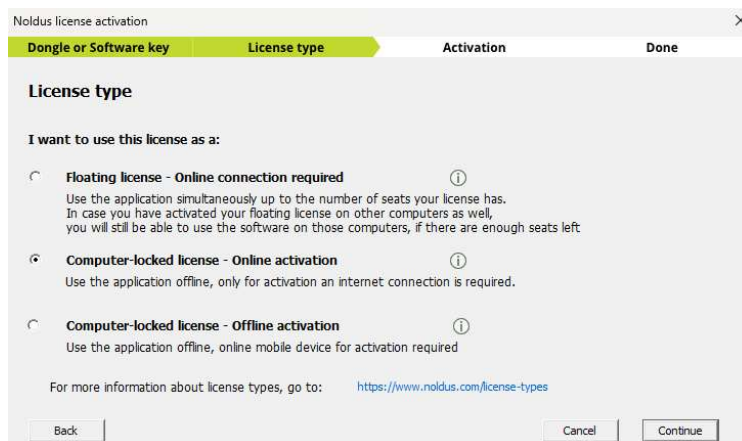 Noldus license activation
Dongle or Software key
License type
Activation
Done
License type
I want to use this license as a:
Floating license - Online connection required
Use the application simultaneously up to the number of seats your license has.
In case you have activated your floating license on other computers as well,
you will still be able to use the software on those computers, if there are enough seats left
Computer-locked license - Online activation
Use the application offline, only for activation an internet connection is required.
Computer-locked license - Offline activation
Use the application offline, online mobile device for activation required
For more information about license types, go to: https://www.noldus.com/license-types
Back
Cancel
Continue